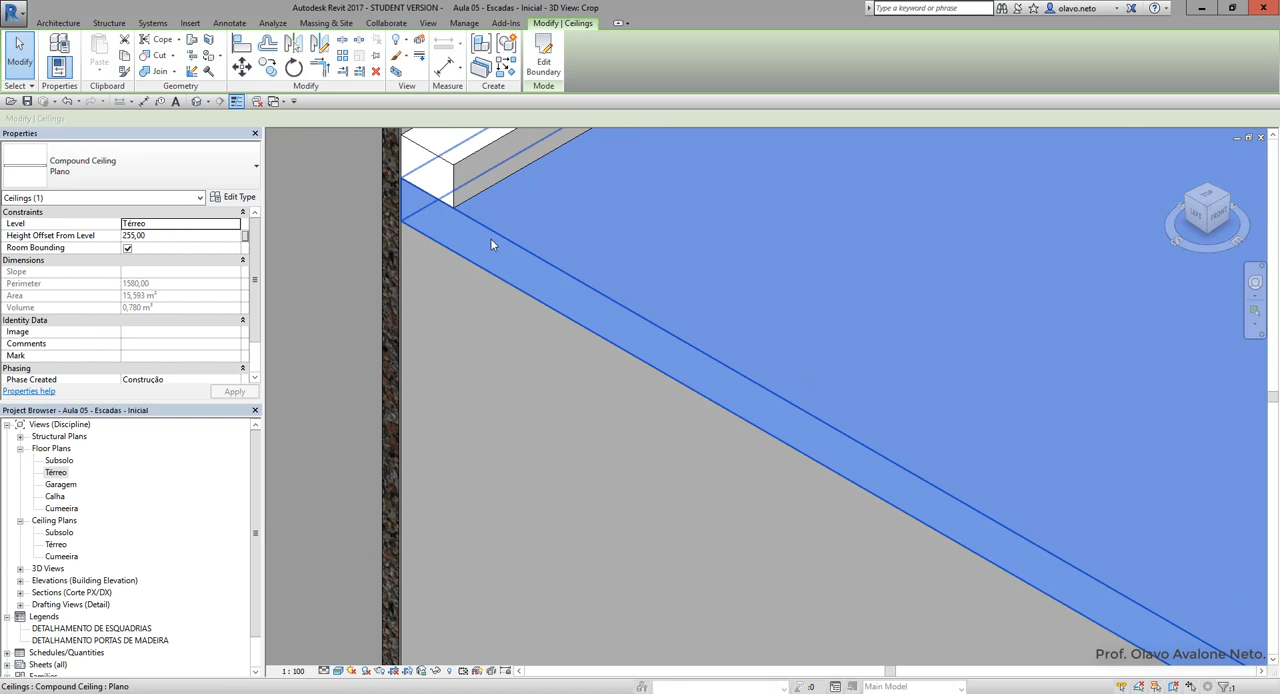 Autodesk Revit 2017 - STUDENT VERSION - Aula 05 - Escadas - Inicial - 3D View: Crop
Type a keyword or phrase
olavo.neto
Architecture Structure Systems Insert Annotate Analyze Massing & Site Collaborate View Manage Add-Ins Modify | Ceilings
Modify Paste Cope Cut Join Edit Boundary
Select Properties Clipboard Geometry Modify View Measure Create Mode
Modify | Ceilings
Properties
Compound Ceiling
Plano
Ceilings (1) Edit Type
Constraints
Level Térreo
Height Offset From Level 255,00
Room Bounding
Dimensions
Slope
Perimeter 1580,00
Area 15,593 m²
Volume 0,780 m³
Identity Data
Image
Comments
Mark
Phasing
Phase Created Construção
Properties help Apply
Project Browser - Aula 05 - Escadas - Inicial
Views (Discipline)
Structural Plans
Floor Plans
Subsolo
Térreo
Garagem
Calha
Cumeeira
Ceiling Plans
Subsolo
Térreo
Cumeeira
3D Views
Elevations (Building Elevation)
Sections (Corte PX/DX)
Drafting Views (Detail)
Legends
DETALHAMENTO DE ESQUADRIAS
DETALHAMENTO PORTAS DE MADEIRA
Schedules/Quantities
Sheets (all)
Families
TOP
LEFT FRONT
Prof. Olavo Avalone Neto.
1 : 100
Ceilings : Compound Ceiling : Plano :0 Main Model :1